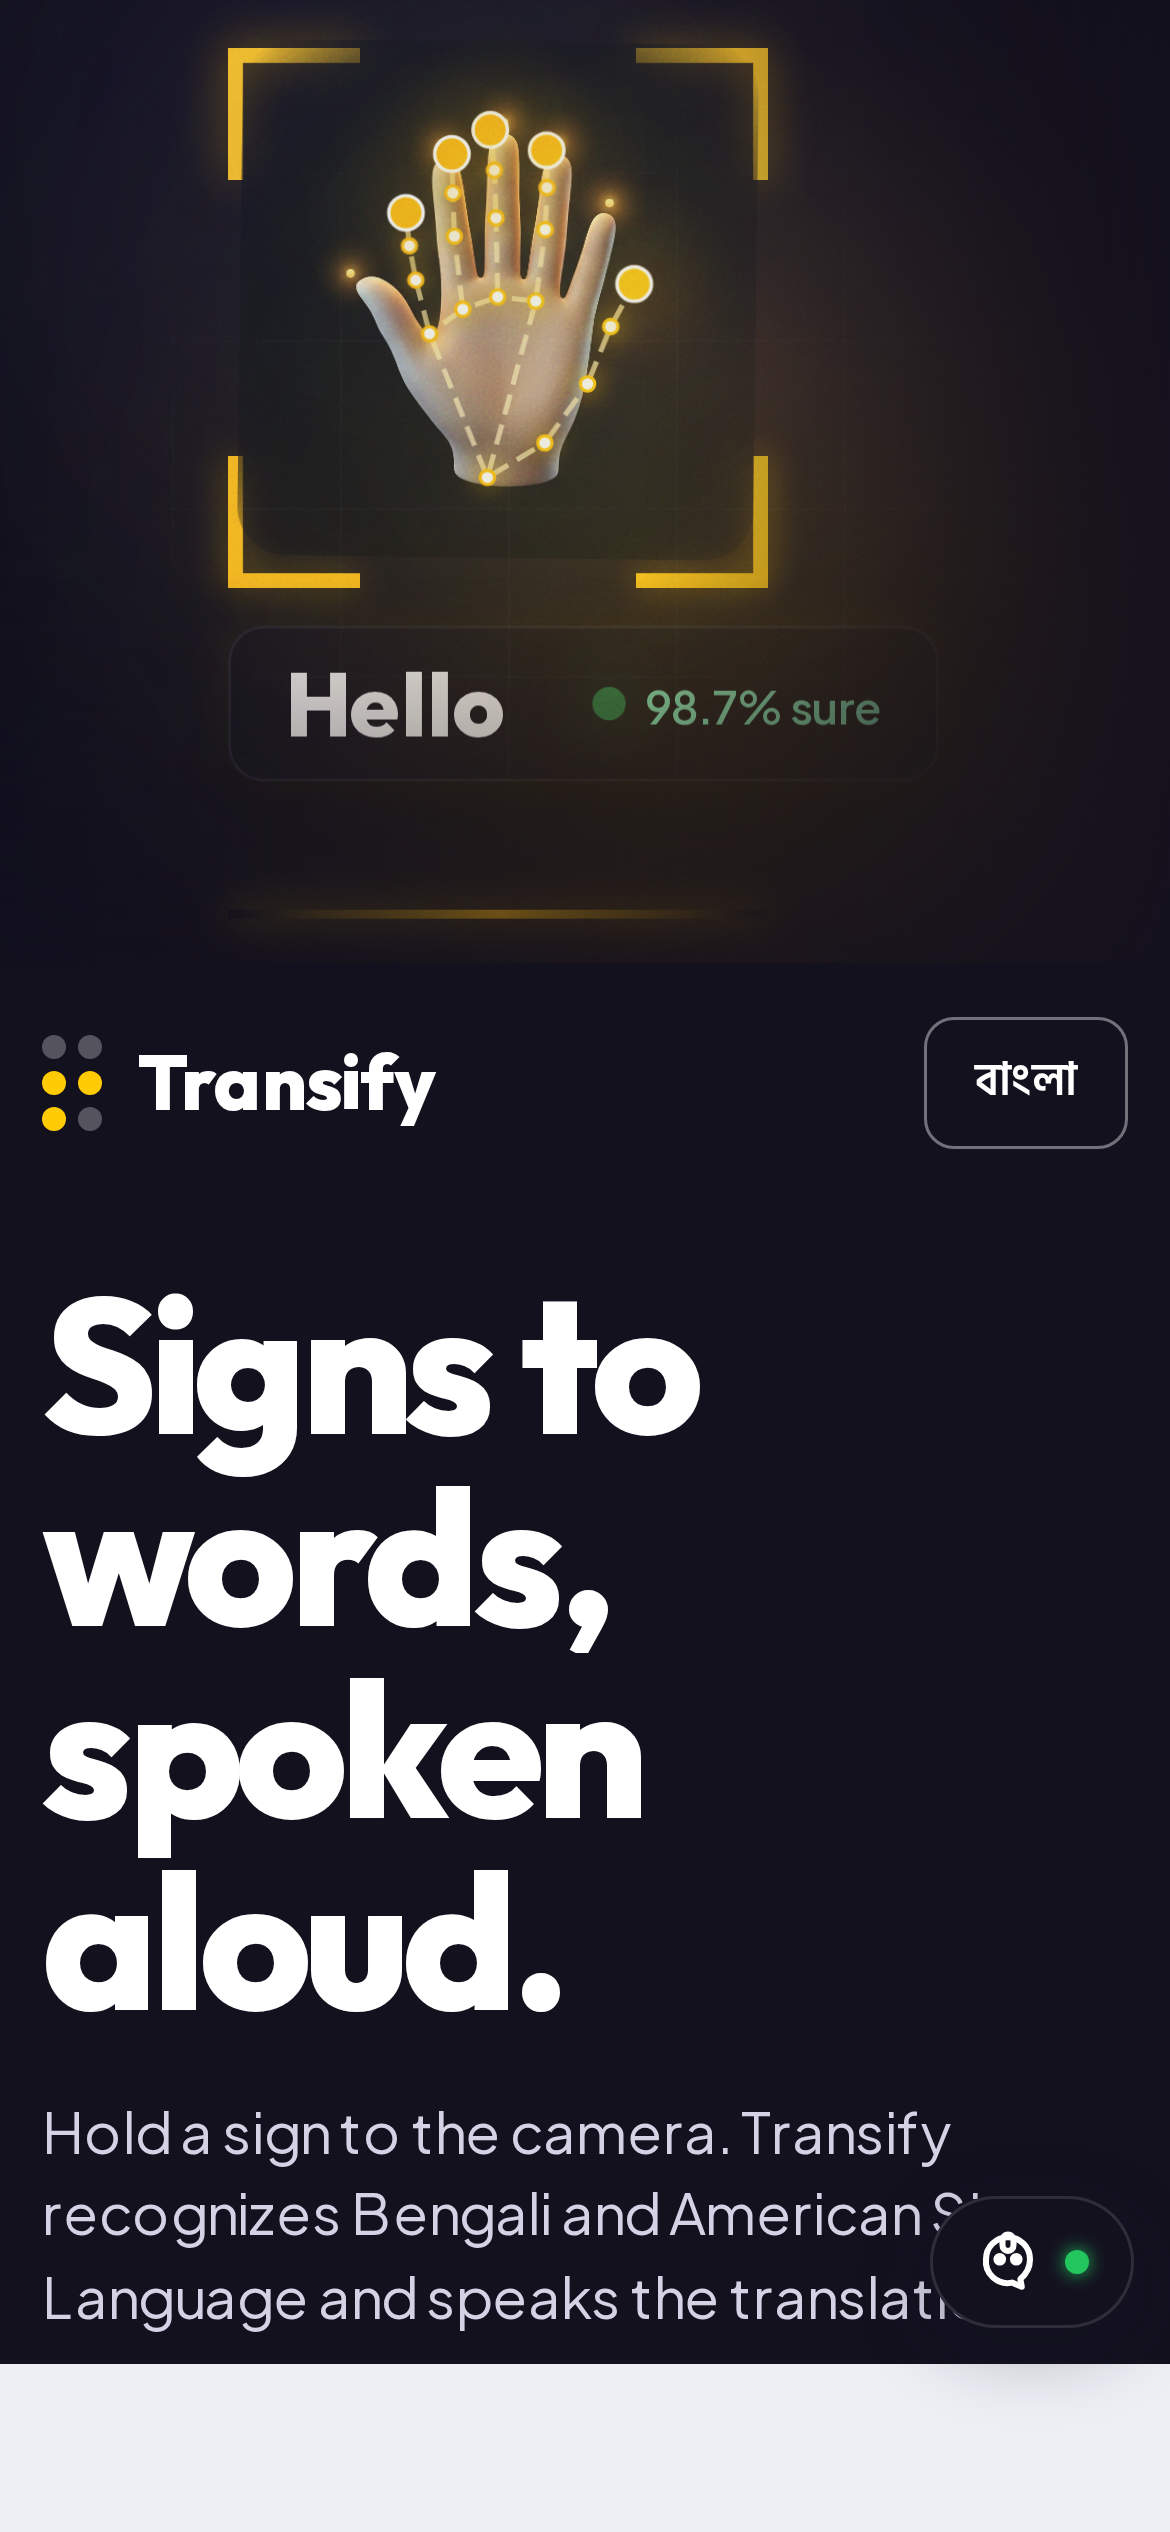 Hello
98.7% sure
Transify
বাংলা
Signs to
words,
spoken
aloud.
Hold a sign to the camera. Transify
recognizes Bengali and American
Language and speaks the